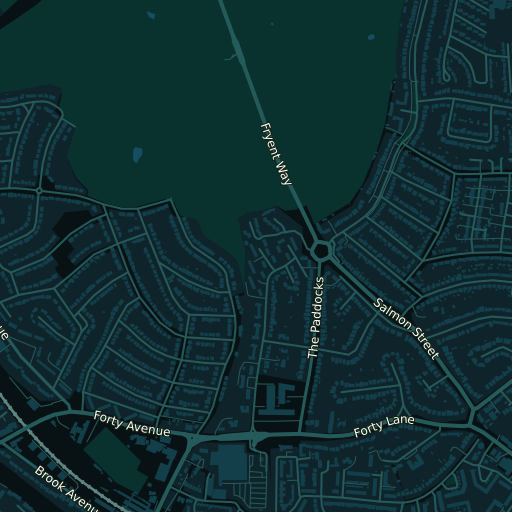 Fryent Way
The Paddocks
Salmon Street
Forty Avenue
Forty Lane
Brook Avenue